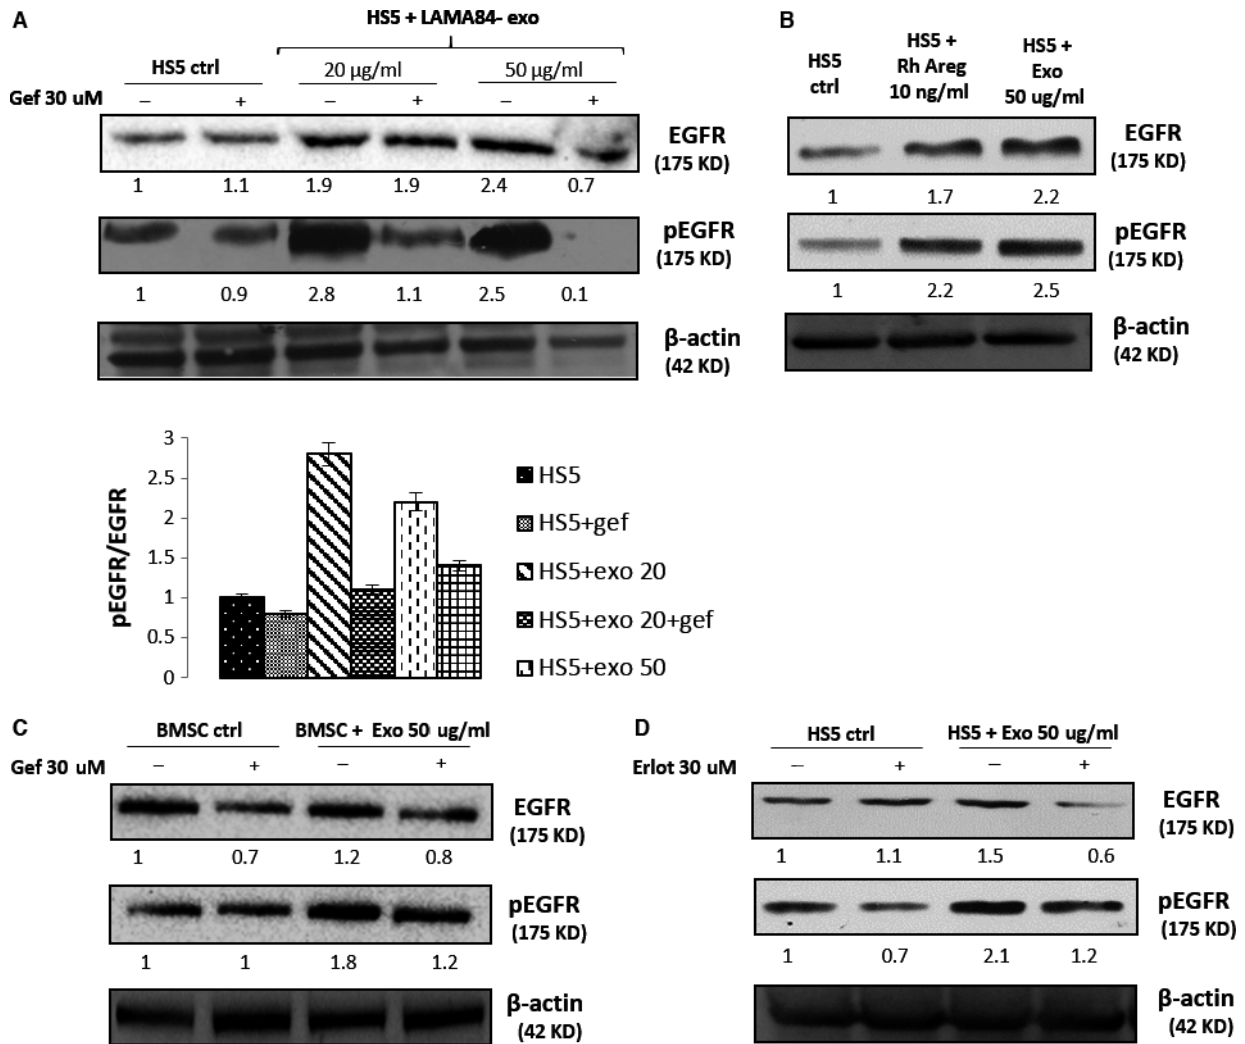 A
HS5 + LAMA84- exo
HS5 ctrl
20 µg/ml
50 µg/ml
Gef 30 uM
– + – + – +
EGFR
(175 KD)
1 1.1 1.9 1.9 2.4 0.7
pEGFR
(175 KD)
1 0.9 2.8 1.1 2.5 0.1
β-actin
(42 KD)
pEGFR/EGFR
3
2.5
2
1.5
1
0.5
0
HS5
HS5+gef
HS5+exo 20
HS5+exo 20+gef
HS5+exo 50
B
HS5
ctrl
HS5 +
Rh Areg
10 ng/ml
HS5 +
Exo
50 ug/ml
EGFR
(175 KD)
1 1.7 2.2
pEGFR
(175 KD)
1 2.2 2.5
β-actin
(42 KD)
C
BMSC ctrl
BMSC + Exo 50 ug/ml
Gef 30 uM
– + – +
EGFR
(175 KD)
1 0.7 1.2 0.8
pEGFR
(175 KD)
1 1 1.8 1.2
β-actin
(42 KD)
D
HS5 ctrl
HS5 + Exo 50 ug/ml
Erlot 30 uM
– + – +
EGFR
(175 KD)
1 1.1 1.5 0.6
pEGFR
(175 KD)
1 0.7 2.1 1.2
β-actin
(42 KD)